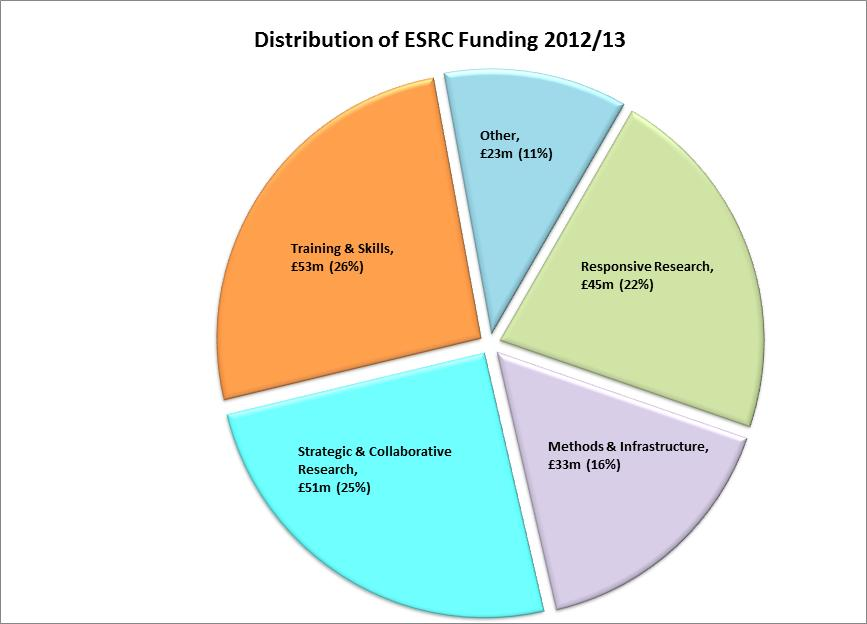 Distribution of ESRC Funding 2012/13
Other,
£23m (11%)
Training & Skills,
£53m (26%)
Responsive Research,
£45m (22%)
Strategic & Collaborative
Research,
£51m (25%)
Methods & Infrastructure,
£33m (16%)